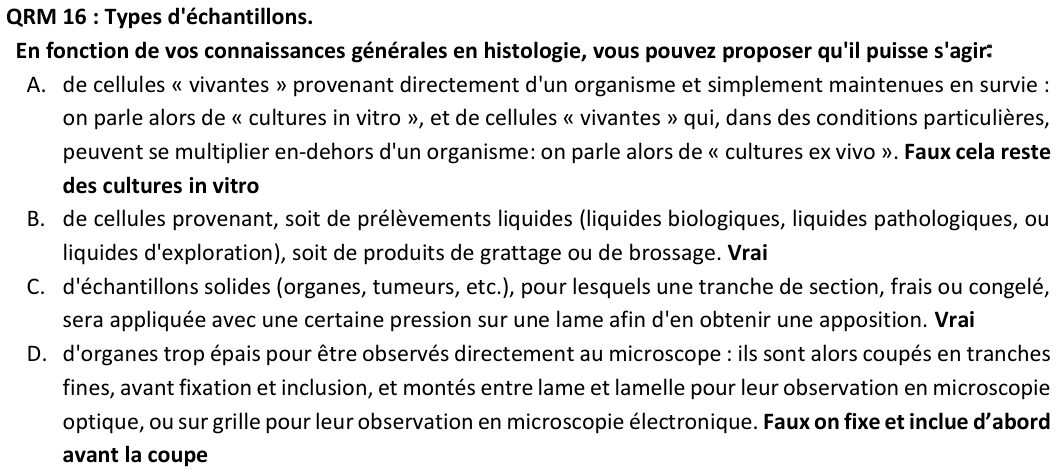 QRM 16 : Types d'échantillons.
En fonction de vos connaissances générales en histologie, vous pouvez proposer qu'il puisse s'agir:
A. de cellules « vivantes » provenant directement d'un organisme et simplement maintenues en survie :
on parle alors de « cultures in vitro », et de cellules « vivantes » qui, dans des conditions particulières,
peuvent se multiplier en-dehors d'un organisme: on parle alors de « cultures ex vivo ». Faux cela reste
des cultures in vitro
B. de cellules provenant, soit de prélèvements liquides (liquides biologiques, liquides pathologiques, ou
liquides d'exploration), soit de produits de grattage ou de brossage. Vrai
C. d'échantillons solides (organes, tumeurs, etc.), pour lesquels une tranche de section, frais ou congelé,
sera appliquée avec une certaine pression sur une lame afin d'en obtenir une apposition. Vrai
D. d'organes trop épais pour être observés directement au microscope : ils sont alors coupés en tranches
fines, avant fixation et inclusion, et montés entre lame et lamelle pour leur observation en microscopie
optique, ou sur grille pour leur observation en microscopie électronique. Faux on fixe et inclue d’abord
avant la coupe